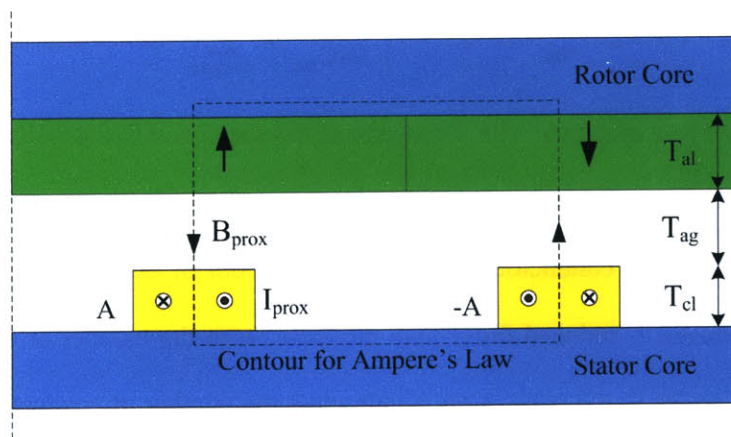 Rotor Core
T_al
B_prox
T_ag
A
I_prox
-A
T_cl
Contour for Ampere's Law
Stator Core